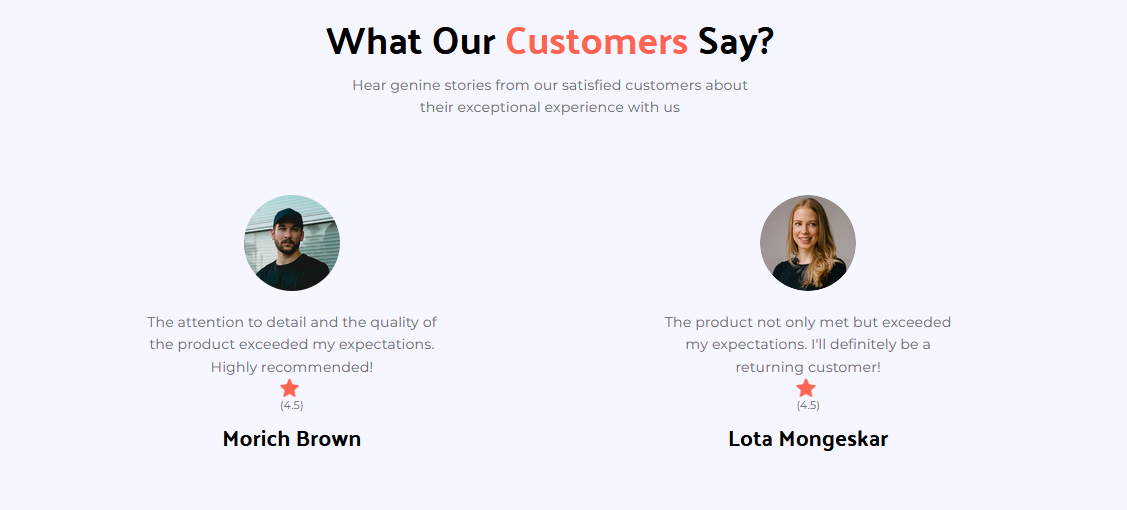 What Our Customers Say?
Hear genine stories from our satisfied customers about
their exceptional experience with us
The attention to detail and the quality of
the product exceeded my expectations.
Highly recommended!
(4.5)
Morich Brown
The product not only met but exceeded
my expectations. I'll definitely be a
returning customer!
(4.5)
Lota Mongeskar